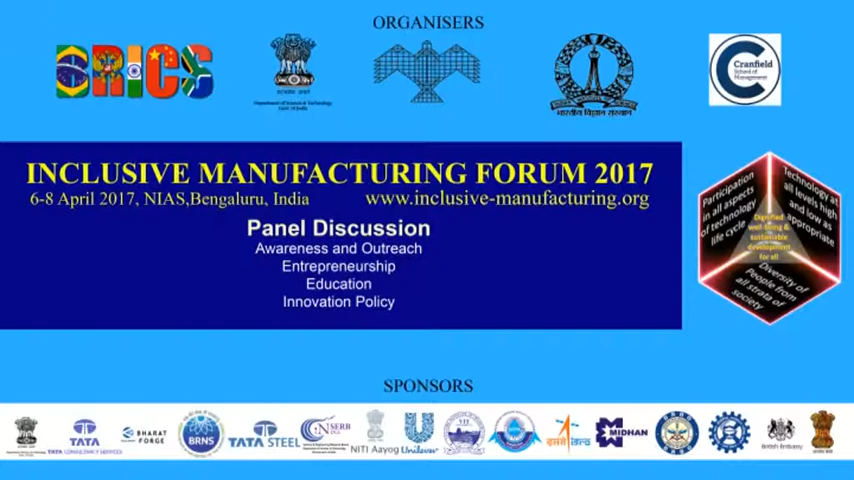 ORGANISERS
BRICS
Department of Science & Technology
Govt. of India
भारतीय विज्ञान संस्थान
Cranfield
School of
Management
INCLUSIVE MANUFACTURING FORUM 2017
6-8 April 2017, NIAS,Bengaluru, India
www.inclusive-manufacturing.org
Panel Discussion
Awareness and Outreach
Entrepreneurship
Education
Innovation Policy
Participation
in all aspects
of technology
life cycle
Technology at
all levels high
and low as
appropriate
Dignified
well-being &
sustainable
development
for all
Diversity of
People from
all strata of
society
SPONSORS
TATA
TATA CONSULTANCY SERVICES
BHARAT
FORGE
BRNS
TATA STEEL
SERB
NITI Aayog
Unilever
इसरो isro
MIDHANI
British Embassy